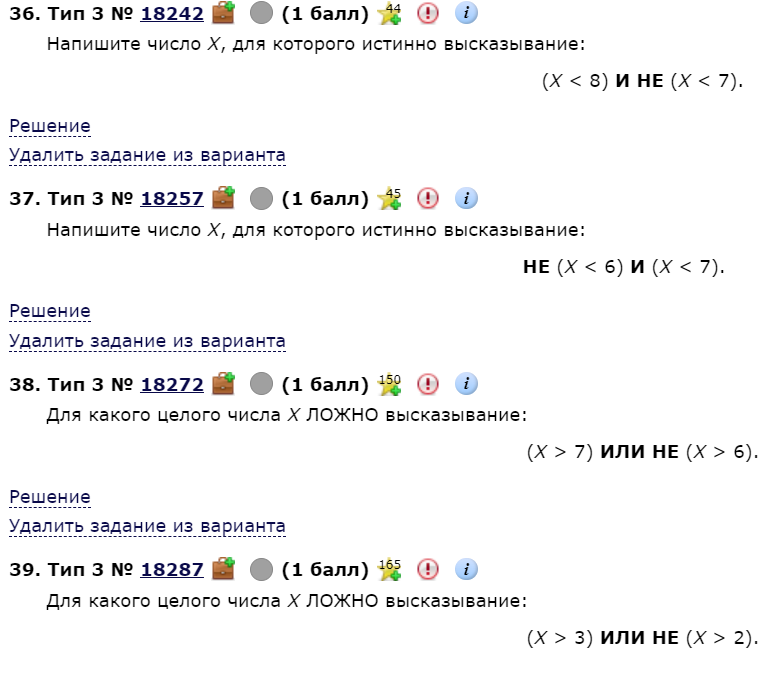 36. Тип 3 № 18242 (1 балл) 44
Напишите число X, для которого истинно высказывание:
(X < 8) И НЕ (X < 7).
Решение
Удалить задание из варианта
37. Тип 3 № 18257 (1 балл) 45
Напишите число X, для которого истинно высказывание:
НЕ (X < 6) И (X < 7).
Решение
Удалить задание из варианта
38. Тип 3 № 18272 (1 балл) 150
Для какого целого числа X ЛОЖНО высказывание:
(X > 7) ИЛИ НЕ (X > 6).
Решение
Удалить задание из варианта
39. Тип 3 № 18287 (1 балл) 165
Для какого целого числа X ЛОЖНО высказывание:
(X > 3) ИЛИ НЕ (X > 2).